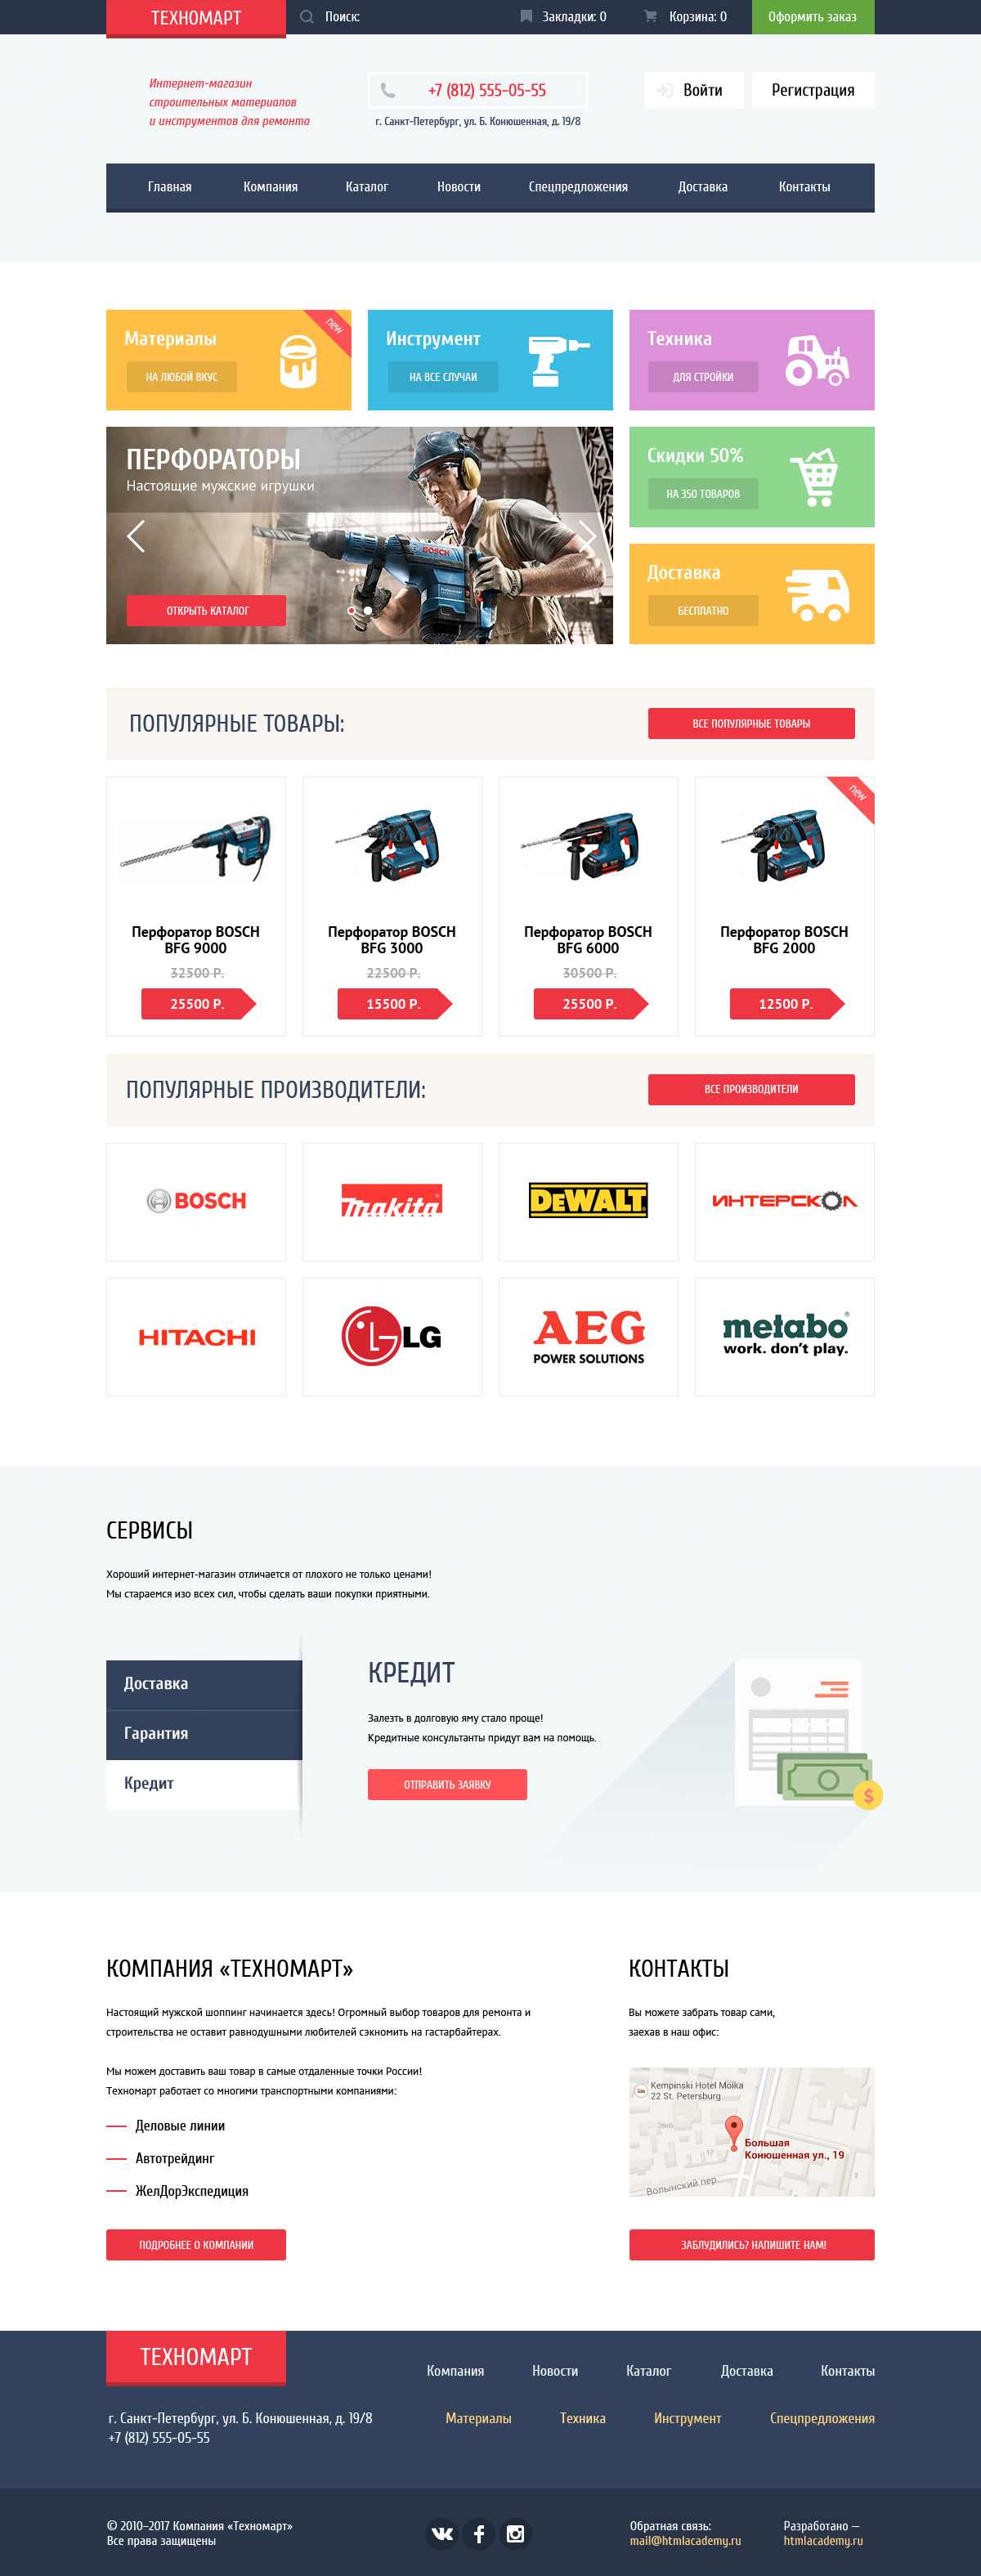 ТЕХНОМАРТ
Поиск:
Закладки: 0
Корзина: 0
Оформить заказ
Интернет-магазин
строительных материалов
и инструментов для ремонта
+7 (812) 555-05-55
г. Санкт-Петербург, ул. Б. Конюшенная, д. 19/8
Войти
Регистрация
Главная
Компания
Каталог
Новости
Спецпредложения
Доставка
Контакты
Материалы
НА ЛЮБОЙ ВКУС
new
Инструмент
НА ВСЕ СЛУЧАИ
Техника
ДЛЯ СТРОЙКИ
ПЕРФОРАТОРЫ
Настоящие мужские игрушки
BOSCH
Professional
ОТКРЫТЬ КАТАЛОГ
Скидки 50%
НА 350 ТОВАРОВ
Доставка
БЕСПЛАТНО
ПОПУЛЯРНЫЕ ТОВАРЫ:
ВСЕ ПОПУЛЯРНЫЕ ТОВАРЫ
Перфоратор BOSCH
BFG 9000
32500 Р.
25500 Р.
Перфоратор BOSCH
BFG 3000
22500 Р.
15500 Р.
Перфоратор BOSCH
BFG 6000
30500 Р.
25500 Р.
new
Перфоратор BOSCH
BFG 2000
12500 Р.
ПОПУЛЯРНЫЕ ПРОИЗВОДИТЕЛИ:
ВСЕ ПРОИЗВОДИТЕЛИ
BOSCH
makita
DEWALT
ИНТЕРСКОЛ
HITACHI
LG
AEG
POWER SOLUTIONS
metabo®
work. don't play.
СЕРВИСЫ
Хороший интернет-магазин отличается от плохого не только ценами!
Мы стараемся изо всех сил, чтобы сделать ваши покупки приятными.
Доставка
Гарантия
Кредит
КРЕДИТ
Залезть в долговую яму стало проще!
Кредитные консультанты придут вам на помощь.
ОТПРАВИТЬ ЗАЯВКУ
$
КОМПАНИЯ «ТЕХНОМАРТ»
Настоящий мужской шоппинг начинается здесь! Огромный выбор товаров для ремонта и
строительства не оставит равнодушными любителей сэкномить на гастарбайтерах.
Мы можем доставить ваш товар в самые отдаленные точки России!
Техномарт работает со многими транспортными компаниями:
Деловые линии
Автотрейдинг
ЖелДорЭкспедиция
ПОДРОБНЕЕ О КОМПАНИИ
КОНТАКТЫ
Вы можете забрать товар сами,
заехав в наш офис:
Kempinski Hotel Moika
22 St. Petersburg
17
Большая
Конюшенная ул., 19
2
Волынский пер.
ЗАБЛУДИЛИСЬ? НАПИШИТЕ НАМ!
ТЕХНОМАРТ
Компания
Новости
Каталог
Доставка
Контакты
г. Санкт-Петербург, ул. Б. Конюшенная, д. 19/8
+7 (812) 555-05-55
Материалы
Техника
Инструмент
Спецпредложения
© 2010–2017 Компания «Техномарт»
Все права защищены
Обратная связь:
mail@htmlacademy.ru
Разработано —
htmlacademy.ru